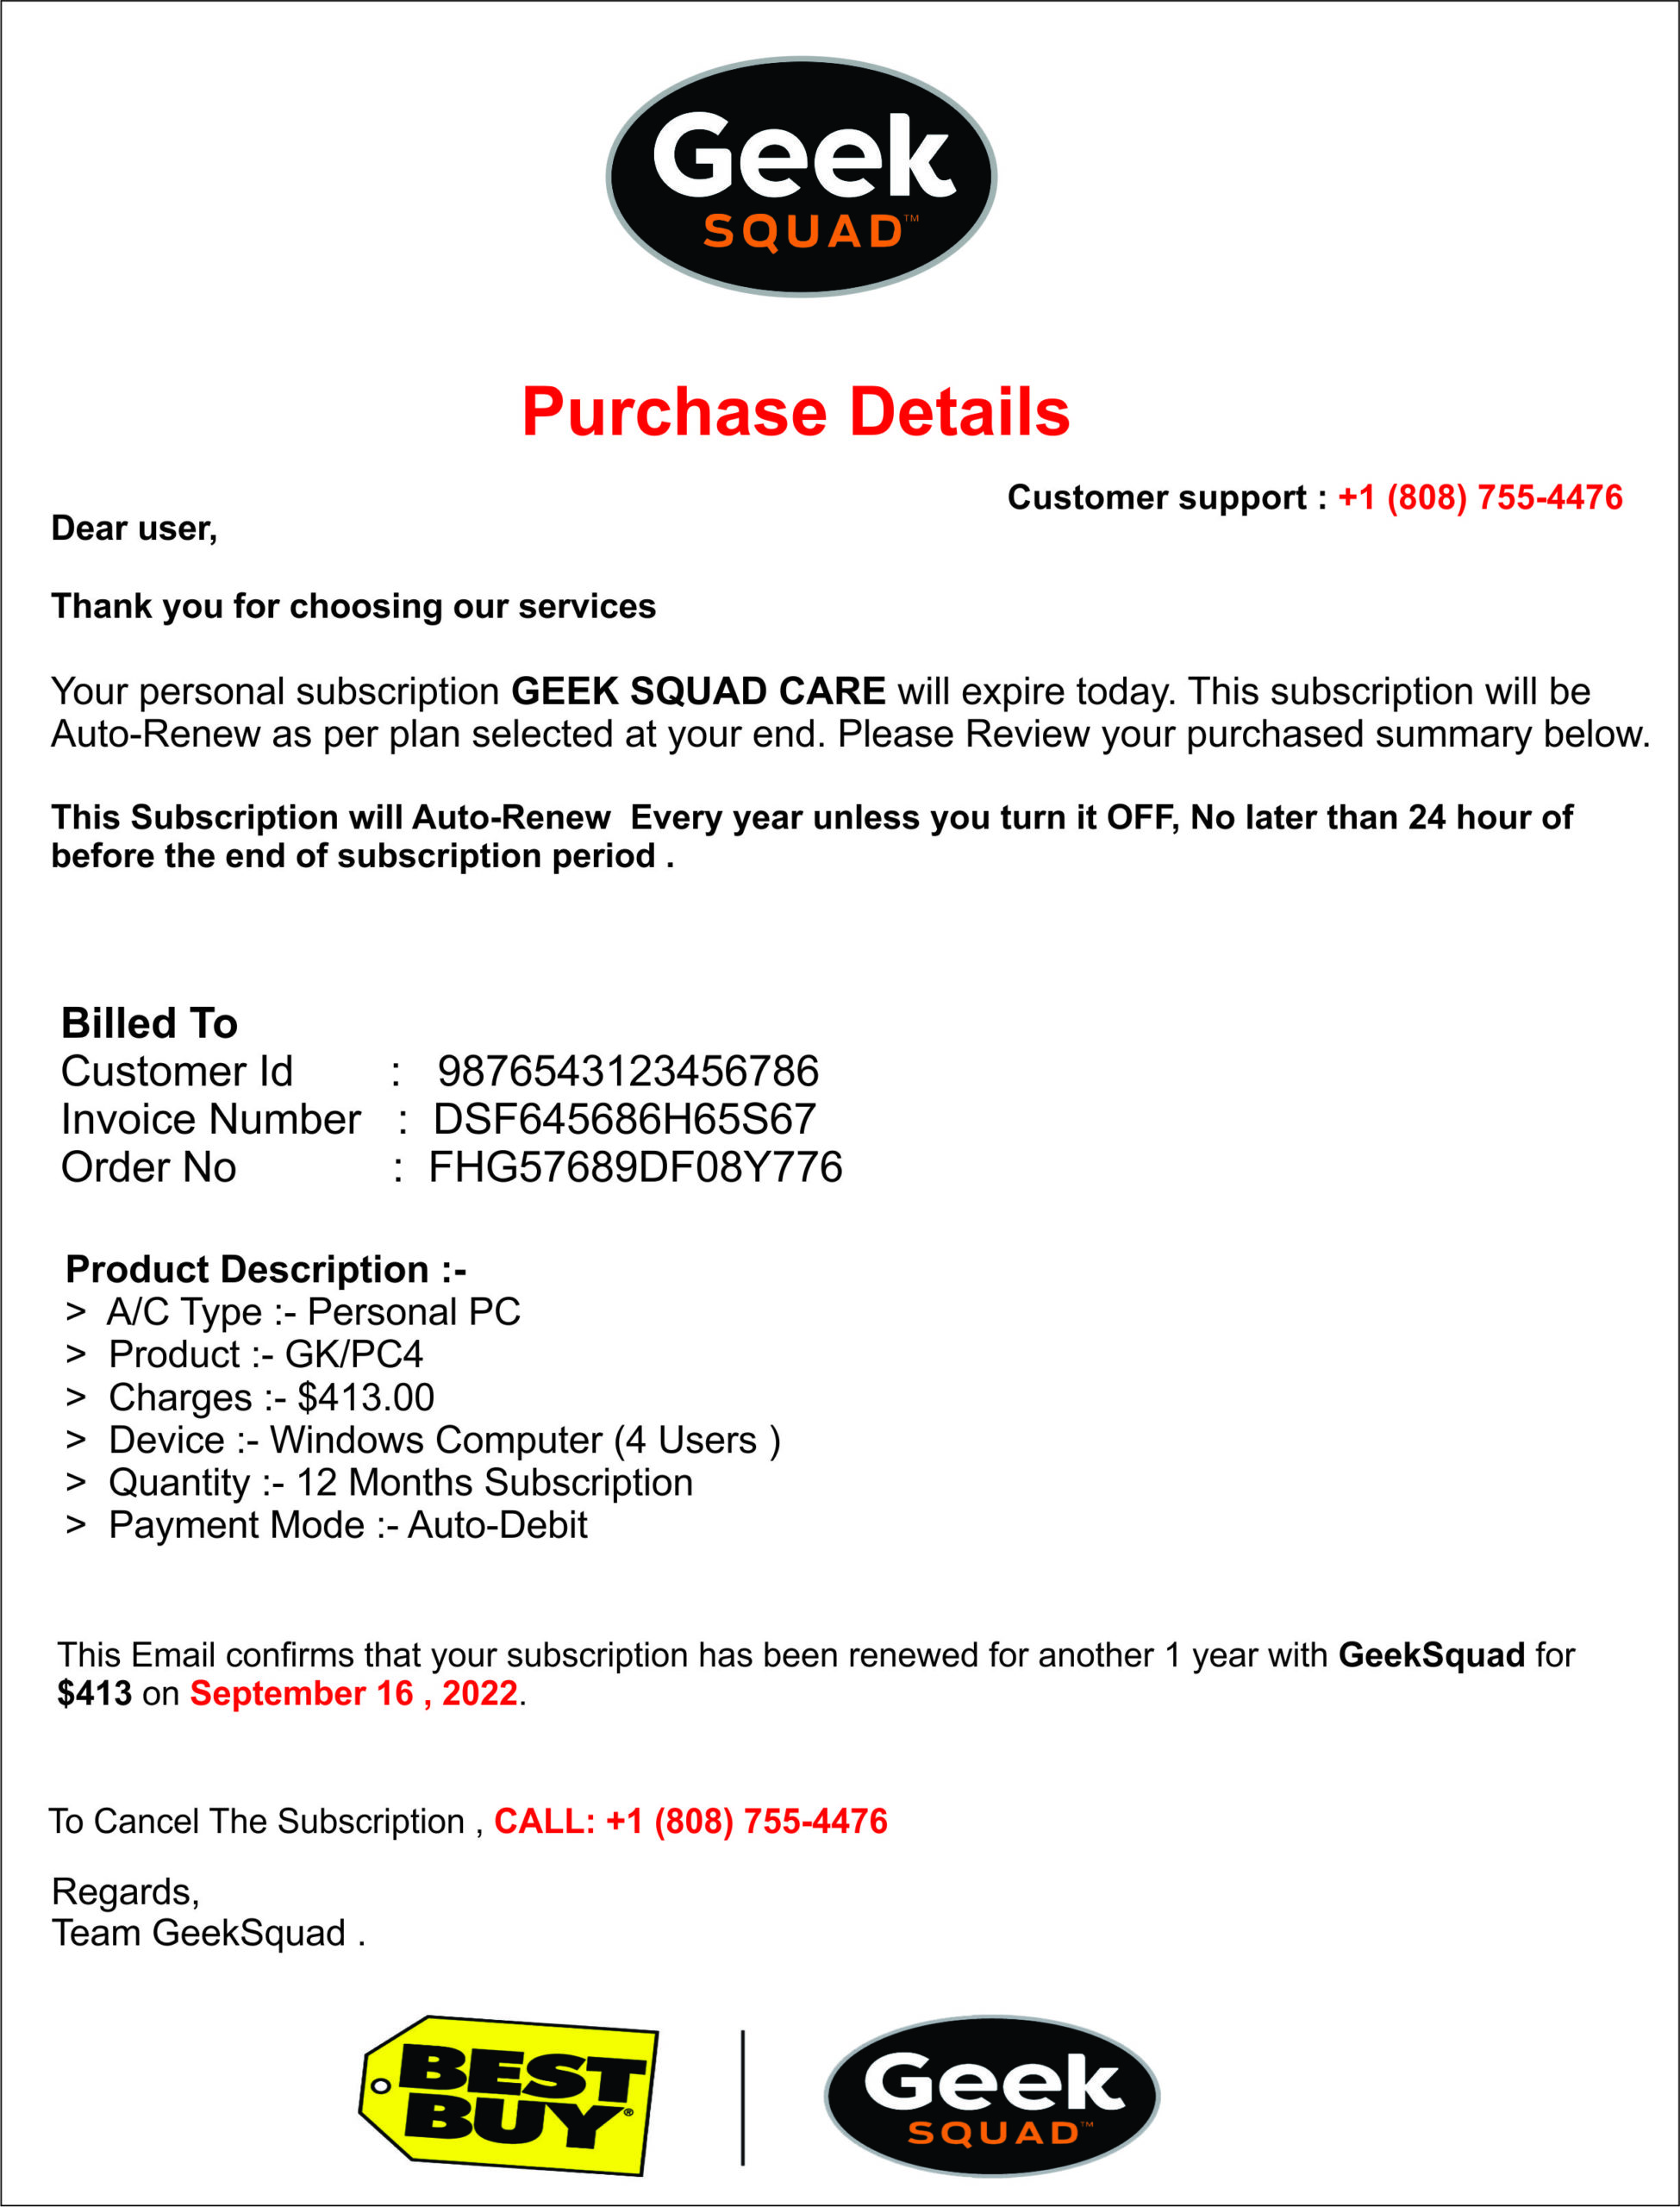 Geek
SQUAD™
Purchase Details
Customer support : +1 (808) 755-4476
Dear user,
Thank you for choosing our services
Your personal subscription GEEK SQUAD CARE will expire today. This subscription will be
Auto-Renew as per plan selected at your end. Please Review your purchased summary below.
This Subscription will Auto-Renew  Every year unless you turn it OFF, No later than 24 hour of
before the end of subscription period .
Billed To
Customer Id : 9876543123456786
Invoice Number : DSF645686H65S67
Order No : FHG57689DF08Y776
Product Description :-
> A/C Type :- Personal PC
> Product :- GK/PC4
> Charges :- $413.00
> Device :- Windows Computer (4 Users )
> Quantity :- 12 Months Subscription
> Payment Mode :- Auto-Debit
This Email confirms that your subscription has been renewed for another 1 year with GeekSquad for
$413 on September 16 , 2022.
To Cancel The Subscription , CALL: +1 (808) 755-4476
Regards,
Team GeekSquad .
BEST
BUY®
Geek
SQUAD™